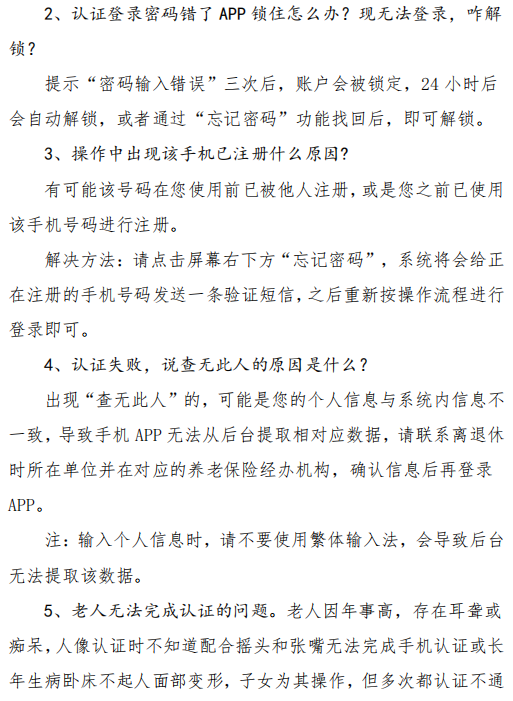 2、认证登录密码错了 APP 锁住怎么办？现无法登录，咋解
锁？
提示“密码输入错误”三次后，账户会被锁定，24 小时后
会自动解锁，或者通过“忘记密码”功能找回后，即可解锁。
3、操作中出现该手机已注册什么原因?
有可能该号码在您使用前已被他人注册，或是您之前已使用
该手机号码进行注册。
解决方法：请点击屏幕右下方“忘记密码”，系统将会给正
在注册的手机号码发送一条验证短信，之后重新按操作流程进行
登录即可。
4、认证失败，说查无此人的原因是什么？
出现“查无此人”的，可能是您的个人信息与系统内信息不
一致，导致手机 APP 无法从后台提取相对应数据，请联系离退休
时所在单位并在对应的养老保险经办机构，确认信息后再登录
APP。
注：输入个人信息时，请不要使用繁体输入法，会导致后台
无法提取该数据。
5、老人无法完成认证的问题。老人因年事高，存在耳聋或
痴呆，人像认证时不知道配合摇头和张嘴无法完成手机认证或长
年生病卧床不起人面部变形，子女为其操作，但多次都认证不通